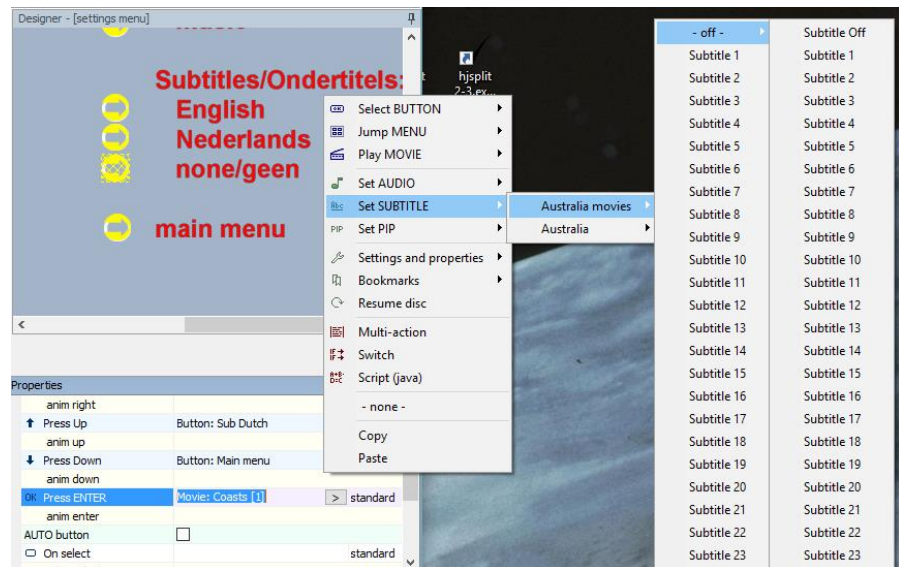 Designer - [settings menu]
Subtitles/Ondertitels:
English
Nederlands
none/geen
main menu
hjsplit
2-3.ex...
Select BUTTON
Jump MENU
Play MOVIE
Set AUDIO
Abc Set SUBTITLE
PIP Set PIP
Settings and properties
Bookmarks
Resume disc
Multi-action
Switch
Script (java)
- none -
Copy
Paste
Australia movies
Australia
- off -
Subtitle 1
Subtitle 2
Subtitle 3
Subtitle 4
Subtitle 5
Subtitle 6
Subtitle 7
Subtitle 8
Subtitle 9
Subtitle 10
Subtitle 11
Subtitle 12
Subtitle 13
Subtitle 14
Subtitle 15
Subtitle 16
Subtitle 17
Subtitle 18
Subtitle 19
Subtitle 20
Subtitle 21
Subtitle 22
Subtitle 23
Subtitle Off
Subtitle 1
Subtitle 2
Subtitle 3
Subtitle 4
Subtitle 5
Subtitle 6
Subtitle 7
Subtitle 8
Subtitle 9
Subtitle 10
Subtitle 11
Subtitle 12
Subtitle 13
Subtitle 14
Subtitle 15
Subtitle 16
Subtitle 17
Subtitle 18
Subtitle 19
Subtitle 20
Subtitle 21
Subtitle 22
Subtitle 23
Properties
anim right
Press Up Button: Sub Dutch
anim up
Press Down Button: Main menu
anim down
OK Press ENTER Movie: Coasts [1] > standard
anim enter
AUTO button
On select standard